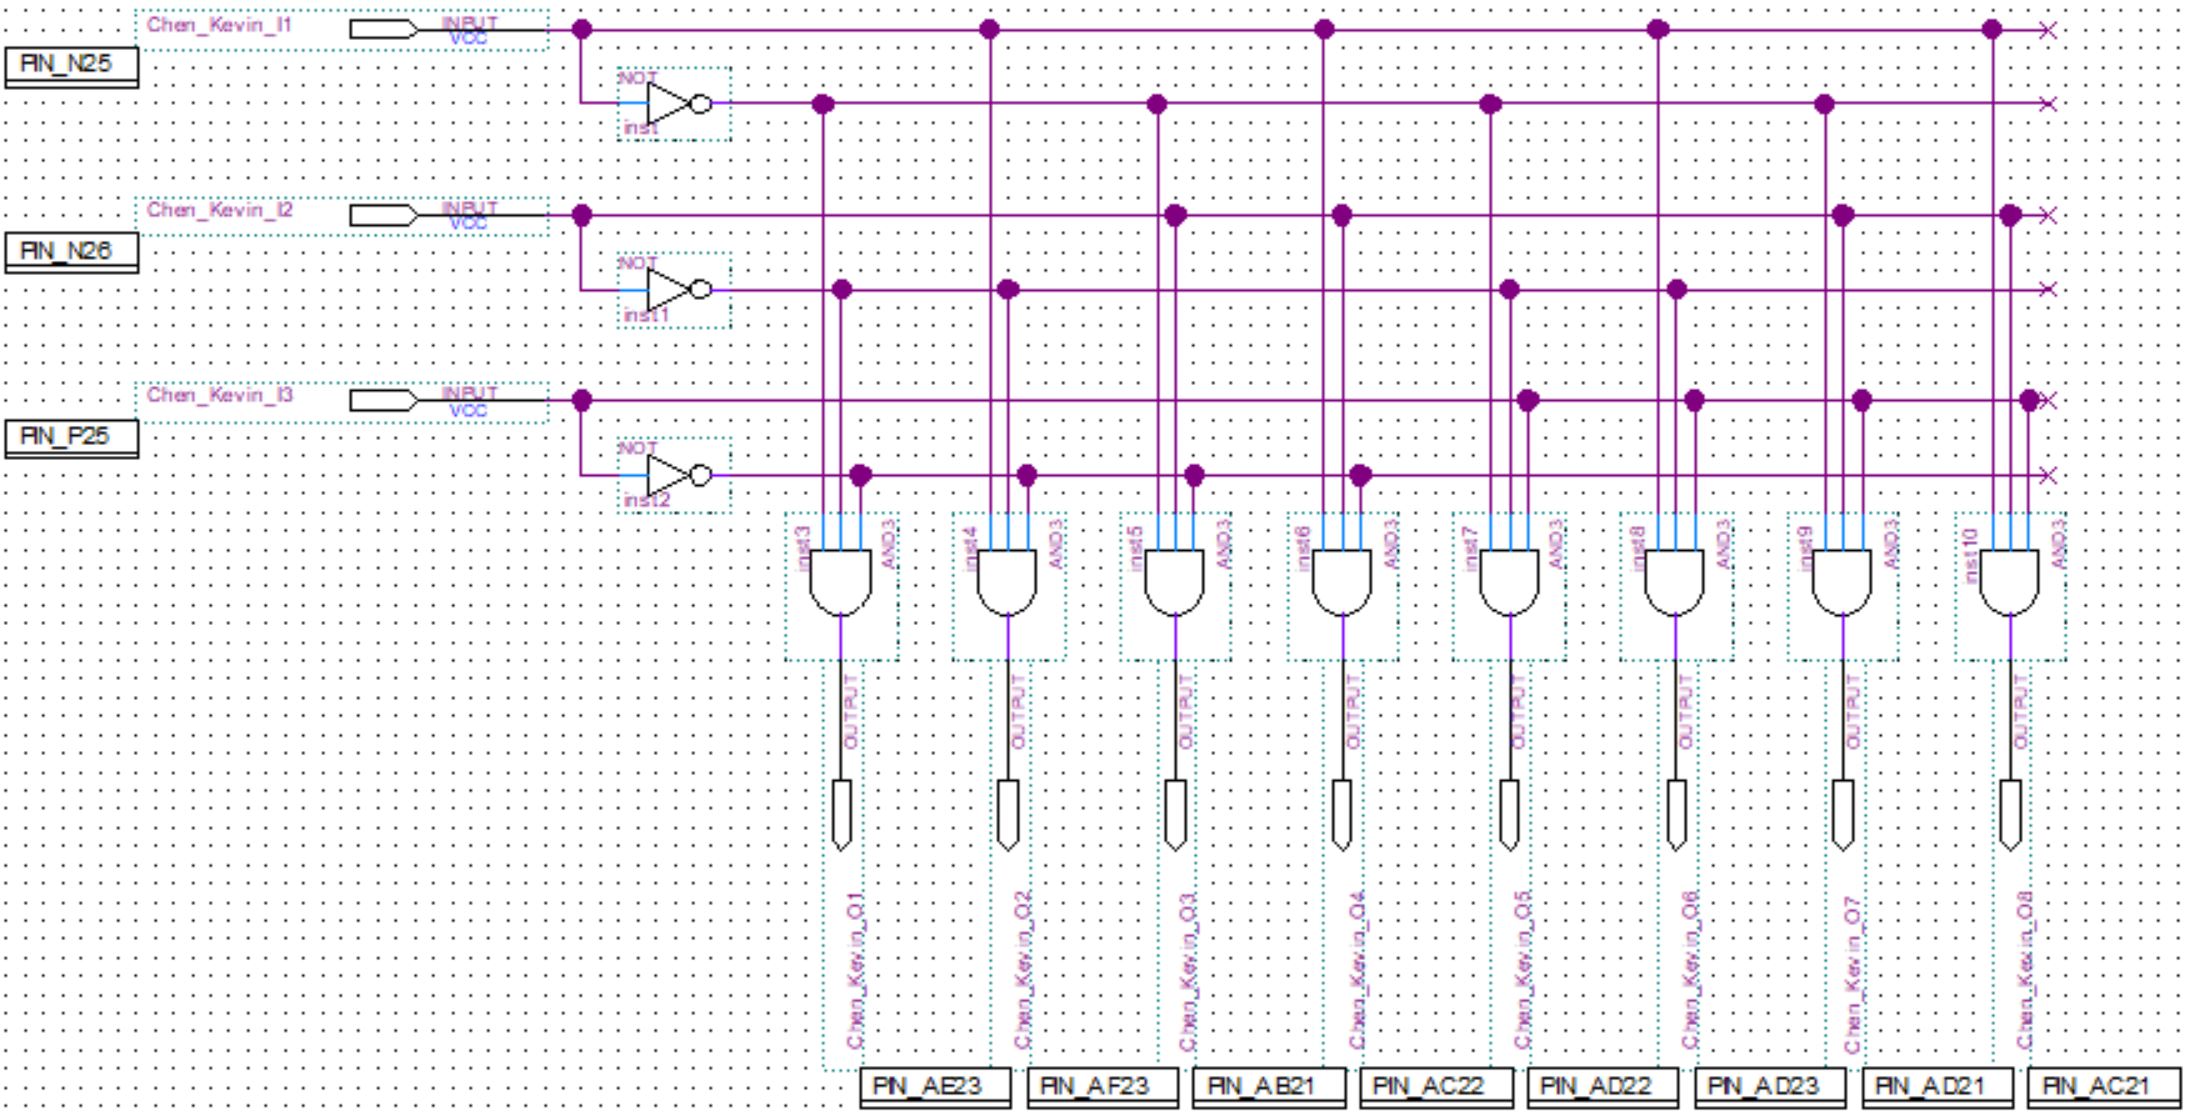 Chen_Kevin_I1
INPUT
VCC
PIN_N25
NOT
inst
Chen_Kevin_I2
INPUT
VCC
PIN_N26
NOT
inst1
Chen_Kevin_I3
INPUT
VCC
PIN_P25
NOT
inst2
inst3
AND3
inst4
AND3
inst5
AND3
inst6
AND3
inst7
AND3
inst8
AND3
inst9
AND3
inst10
AND3
OUTPUT
OUTPUT
OUTPUT
OUTPUT
OUTPUT
OUTPUT
OUTPUT
OUTPUT
Chen_Kevin_O1
Chen_Kevin_O2
Chen_Kevin_O3
Chen_Kevin_O4
Chen_Kevin_O5
Chen_Kevin_O6
Chen_Kevin_O7
Chen_Kevin_O8
PIN_AE23
PIN_AF23
PIN_AB21
PIN_AC22
PIN_AD22
PIN_AD23
PIN_AD21
PIN_AC21